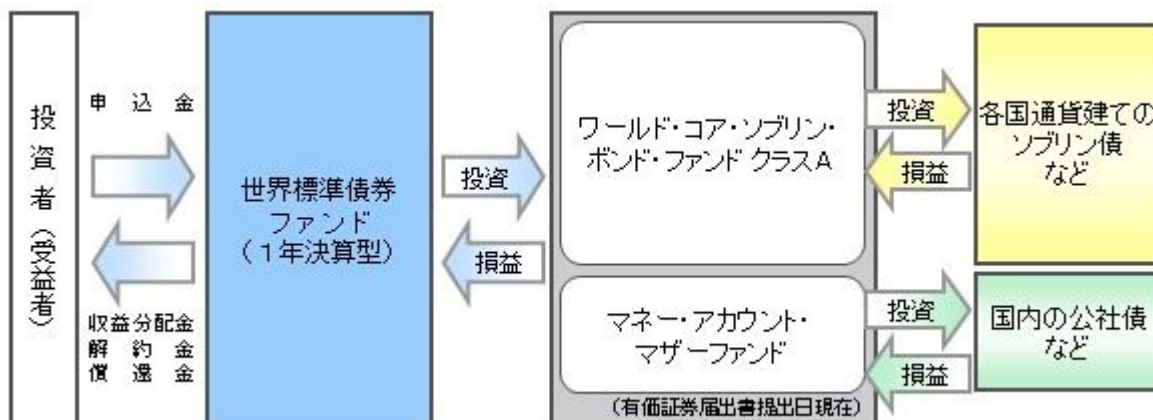 投資者(受益者)
申込金
収益分配金
解約金
償還金
世界標準債券
ファンド
(1年決算型)
投資
損益
ワールド・コア・ソブリン・
ボンド・ファンド クラスA
マネー・アカウント・
マザーファンド
(有価証券届出書提出日現在)
投資
損益
各国通貨建ての
ソブリン債
など
投資
損益
国内の公社債
など